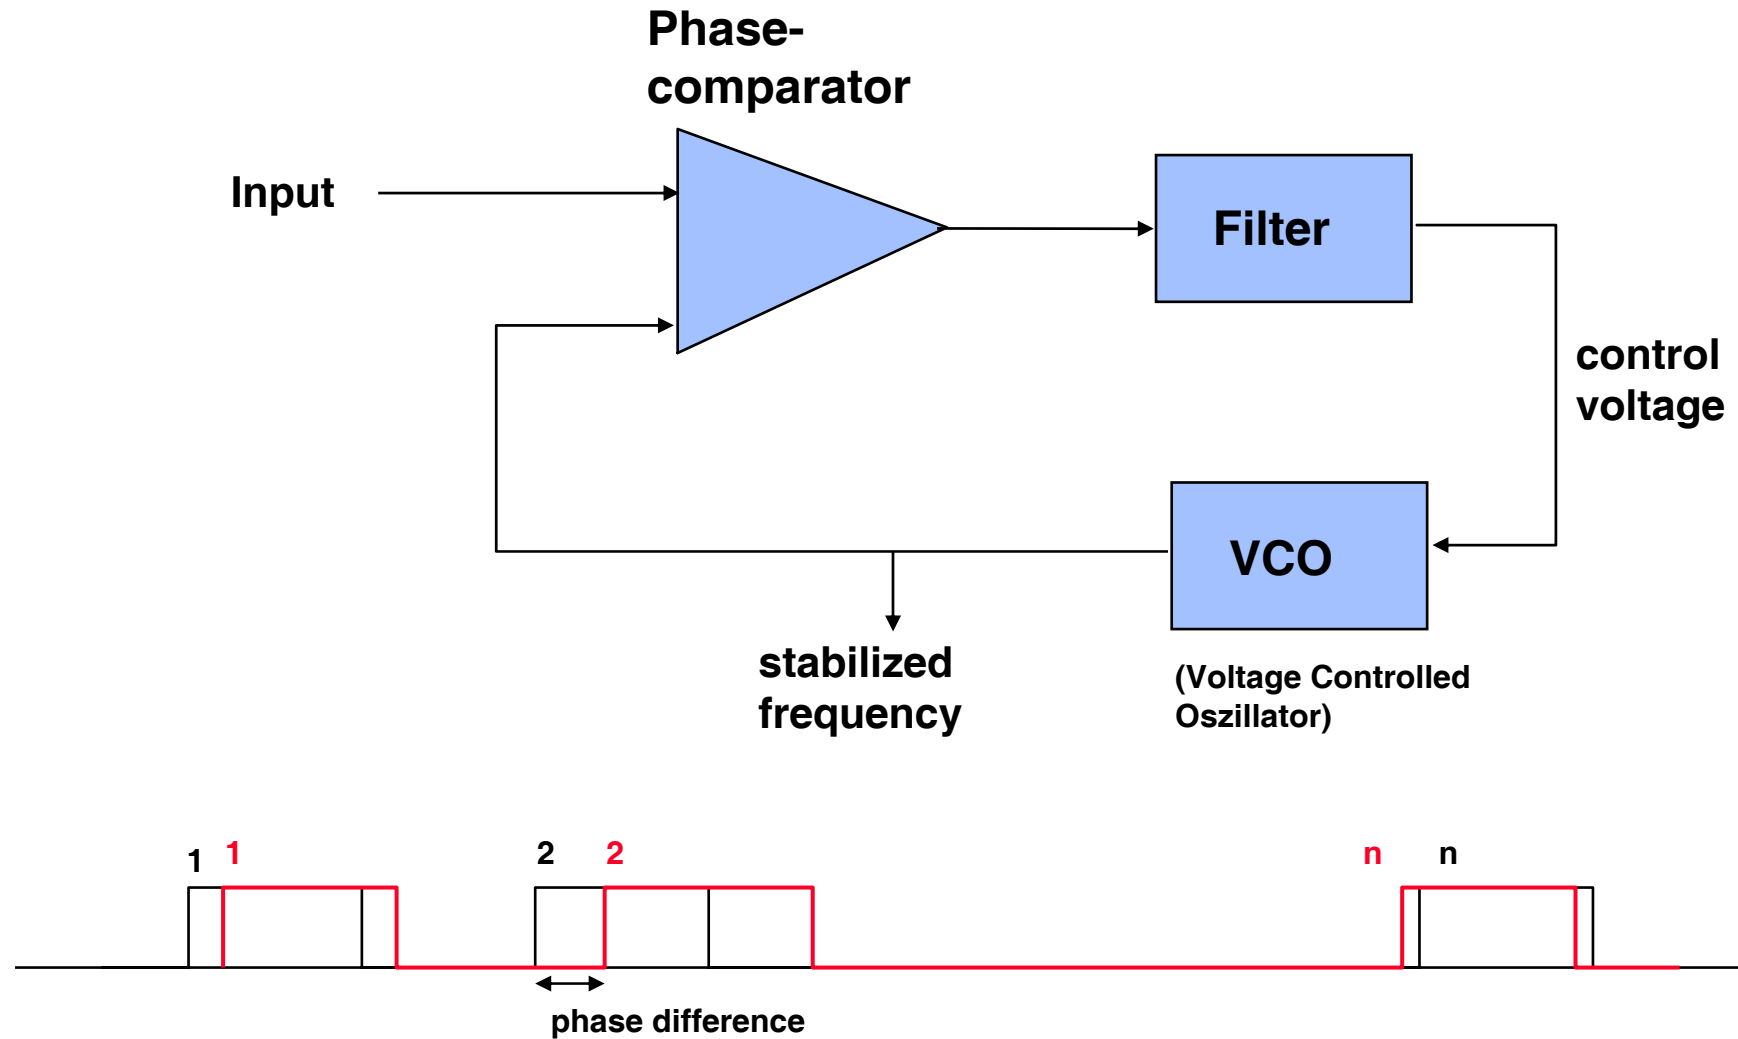 Phase-
comparator
Input
Filter
control
voltage
VCO
stabilized
frequency
(Voltage Controlled
Oszillator)
1 1 2 2 n n
phase difference